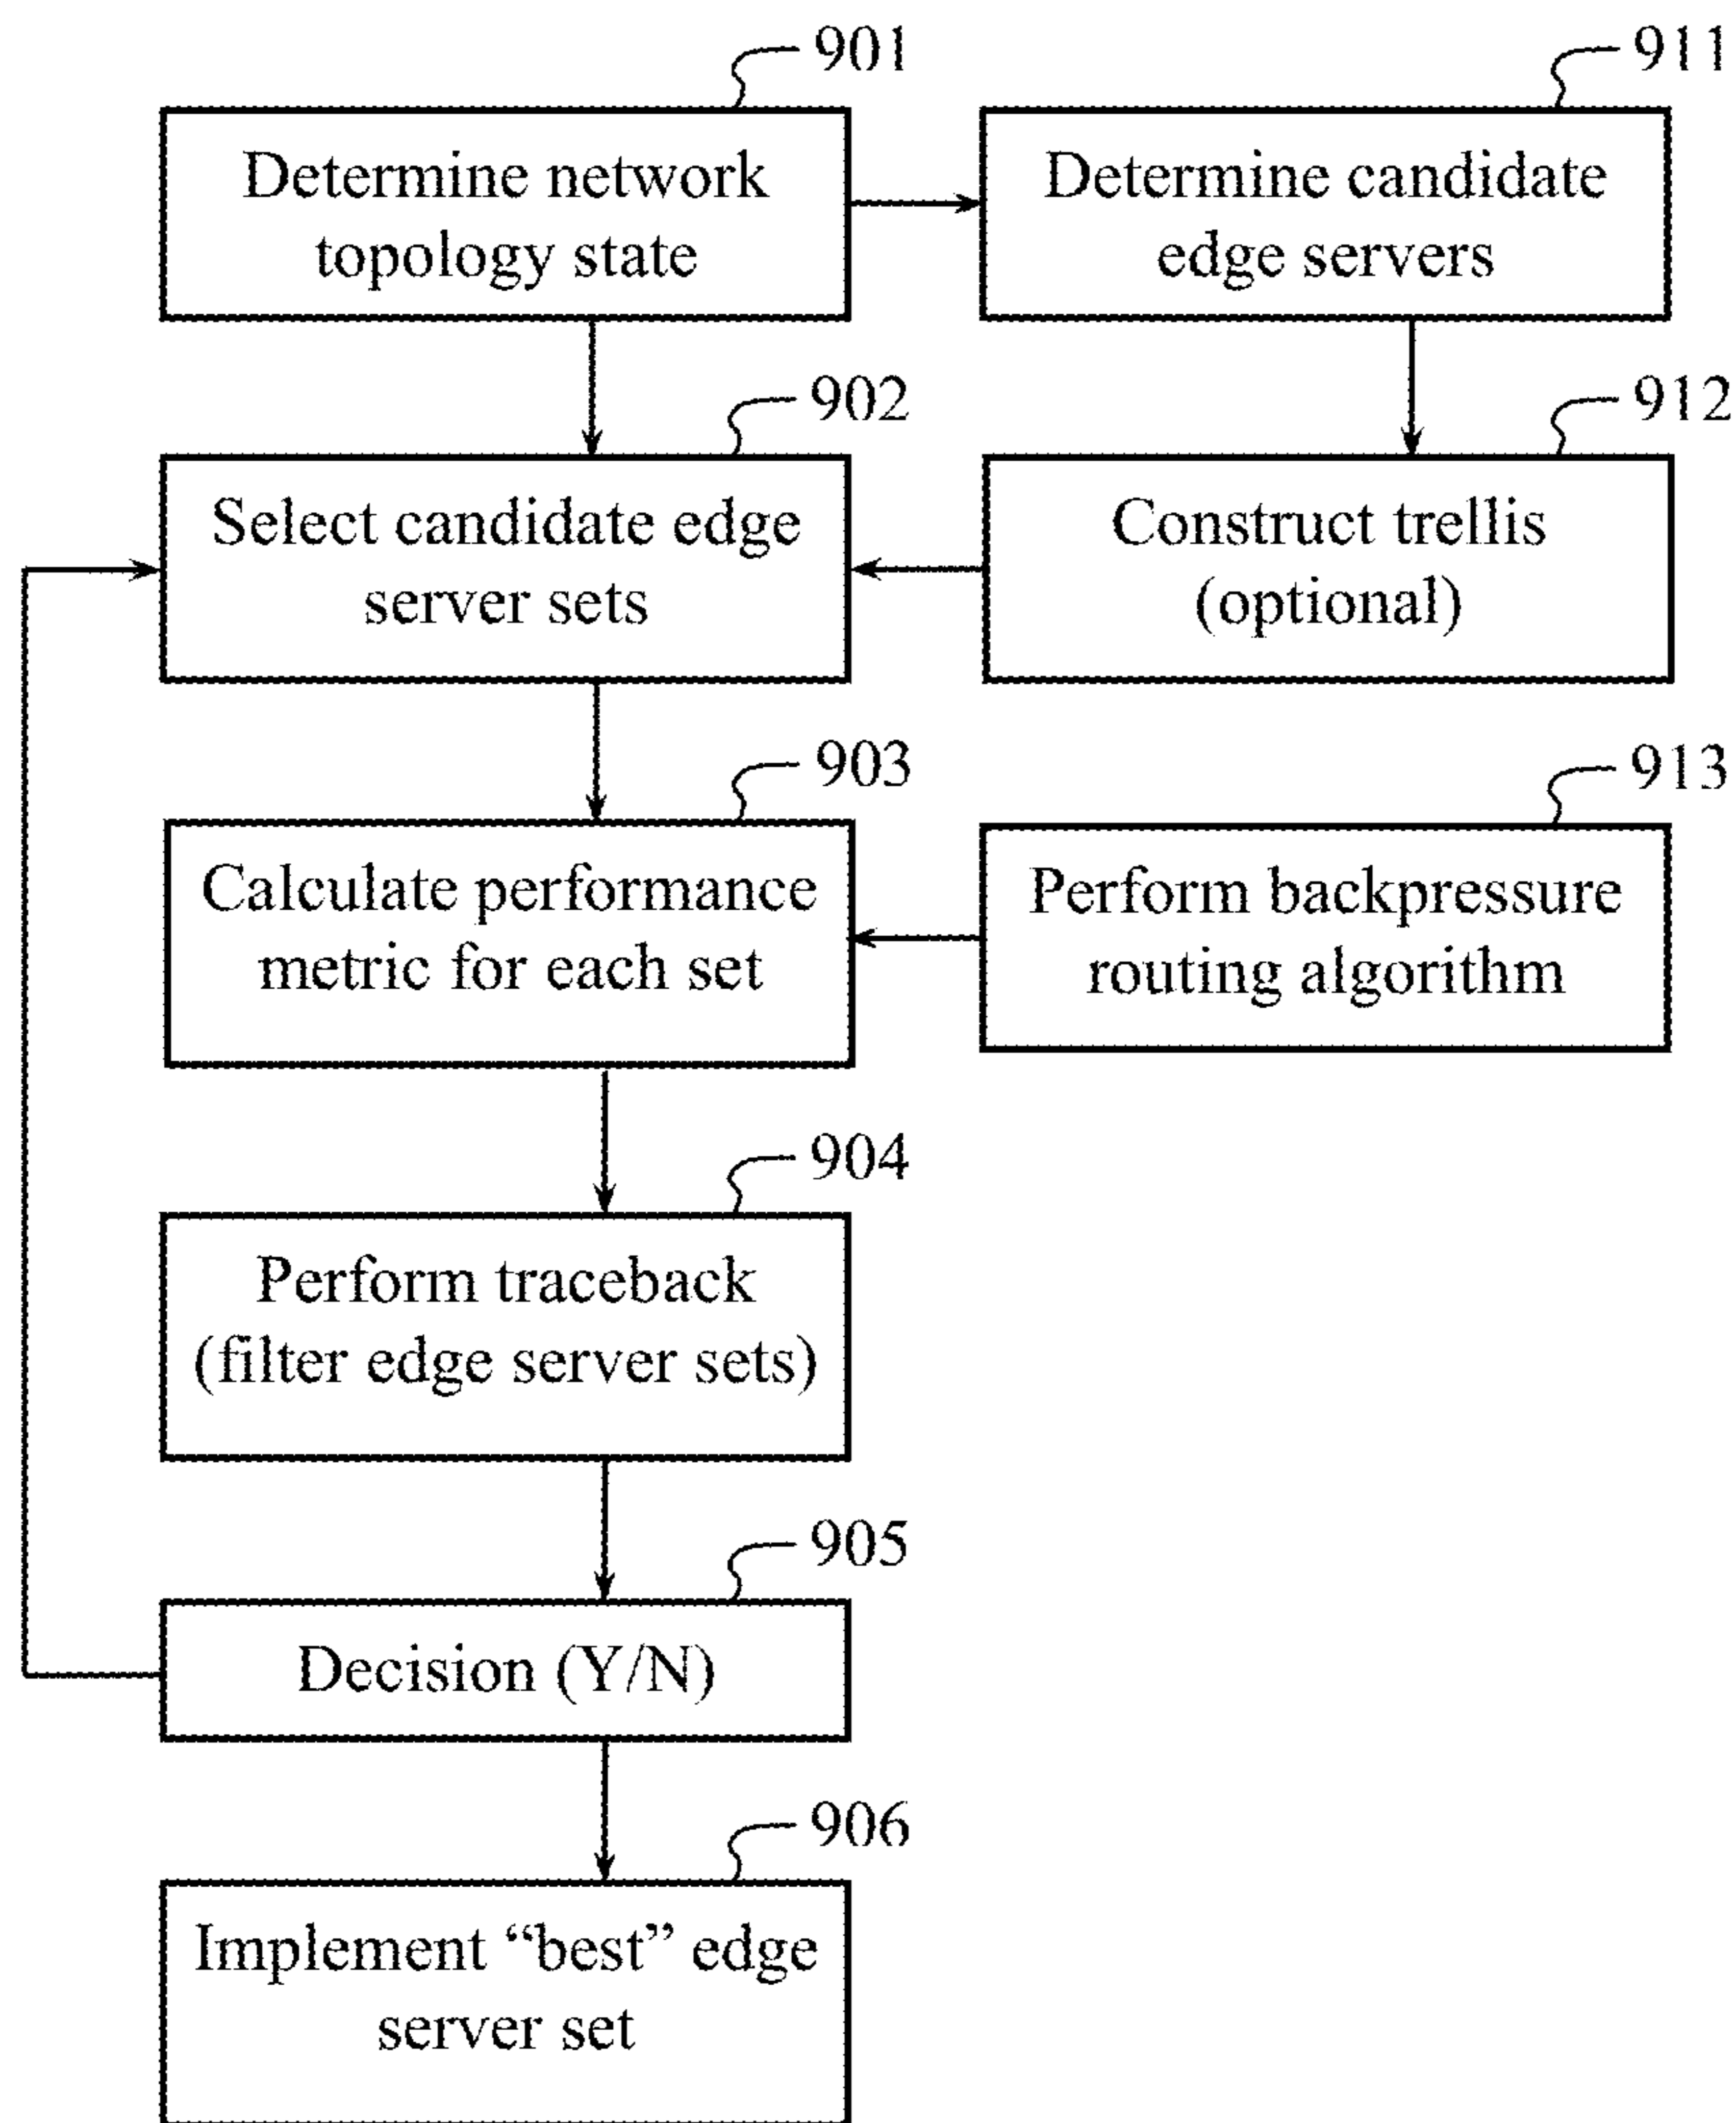 901
Determine network
topology state
911
Determine candidate
edge servers
902
Select candidate edge
server sets
912
Construct trellis
(optional)
903
Calculate performance
metric for each set
913
Perform backpressure
routing algorithm
904
Perform traceback
(filter edge server sets)
905
Decision (Y/N)
906
Implement “best” edge
server set